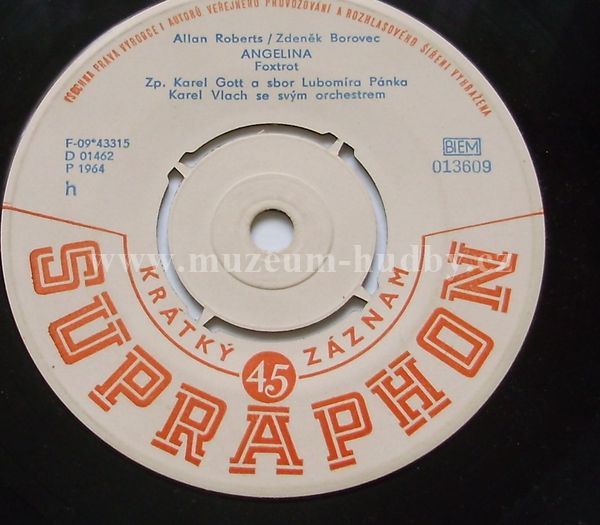 VŠECHNA PRÁVA VÝROBCE I AUTORŮ VEŘEJNÉHO PROVOZOVÁNÍ A ROZHLASOVÉHO ŠÍŘENÍ VYHRAŽENA
Allan Roberts/Zdeněk Borovec
ANGELINA
Foxtrot
Zp. Karel Gott a sbor Lubomíra Pánka
Karel Vlach se svým orchestrem
F-09*43315
D 01462
P 1964
h
BIEM
013609
www.muzeum-hudby.cz
KRÁTKÝ 45 ZÁZNAM
SUPRAPHON